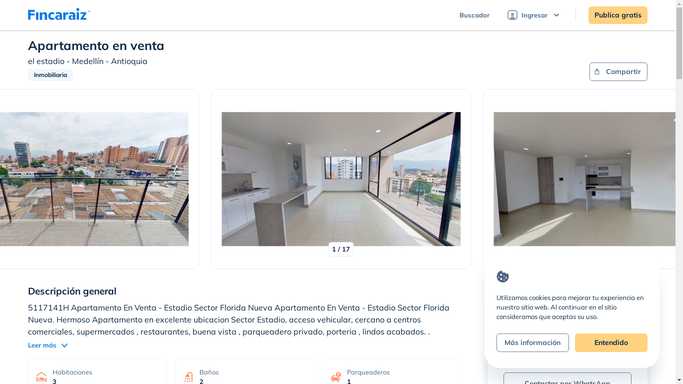 Fincaraiz
Buscador
Ingresar
Publica gratis
Apartamento en venta
el estadio - Medellín - Antioquia
Inmobiliaria
Compartir
1 / 17
Descripción general
5117141H Apartamento En Venta - Estadio Sector Florida Nueva Apartamento En Venta - Estadio Sector Florida
Nueva. Hermoso Apartamento en excelente ubicacion Sector Estadio, acceso vehicular, cercano a centros
comerciales, supermercados , restaurantes, buena vista , parqueadero privado, porteria , lindos acabados. .
Leer más
Habitaciones
3
Baños
2
Parqueaderos
1
Utilizamos cookies para mejorar tu experiencia en
nuestro sitio web. Al continuar en el sitio
consideramos que aceptas su uso.
Más información
Entendido
Contactar por WhatsApp